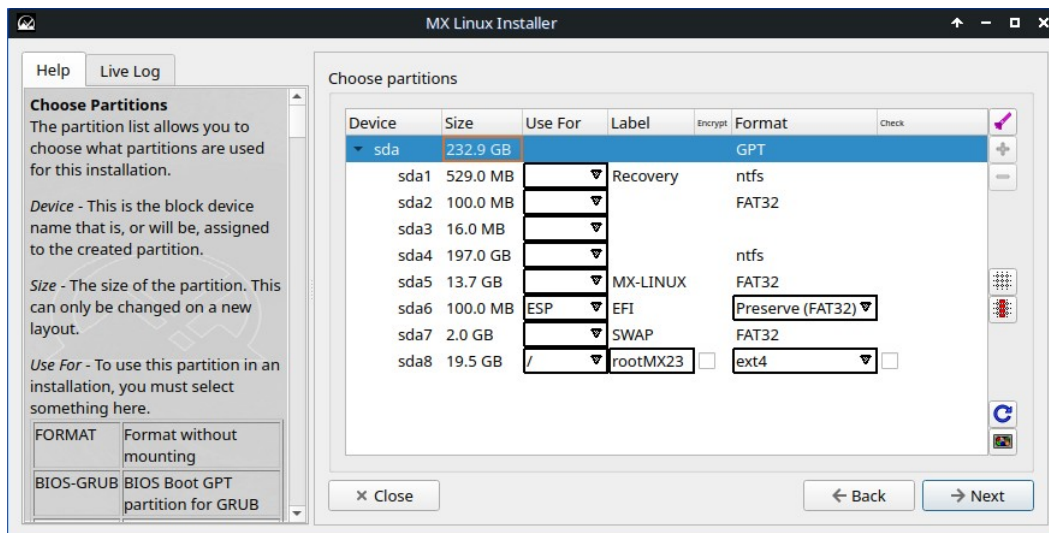 MX Linux Installer
Help Live Log
Choose Partitions
The partition list allows you to
choose what partitions are used
for this installation.
Device - This is the block device
name that is, or will be, assigned
to the created partition.
Size - The size of the partition. This
can only be changed on a new
layout.
Use For - To use this partition in an
installation, you must select
something here.
FORMAT Format without
mounting
BIOS-GRUB BIOS Boot GPT
partition for GRUB
Choose partitions
Device Size Use For Label Encrypt Format Check
sda 232.9 GB GPT
sda1 529.0 MB Recovery ntfs
sda2 100.0 MB FAT32
sda3 16.0 MB
sda4 197.0 GB ntfs
sda5 13.7 GB MX-LINUX FAT32
sda6 100.0 MB ESP EFI Preserve (FAT32)
sda7 2.0 GB SWAP FAT32
sda8 19.5 GB / rootMX23 ext4
Close Back Next